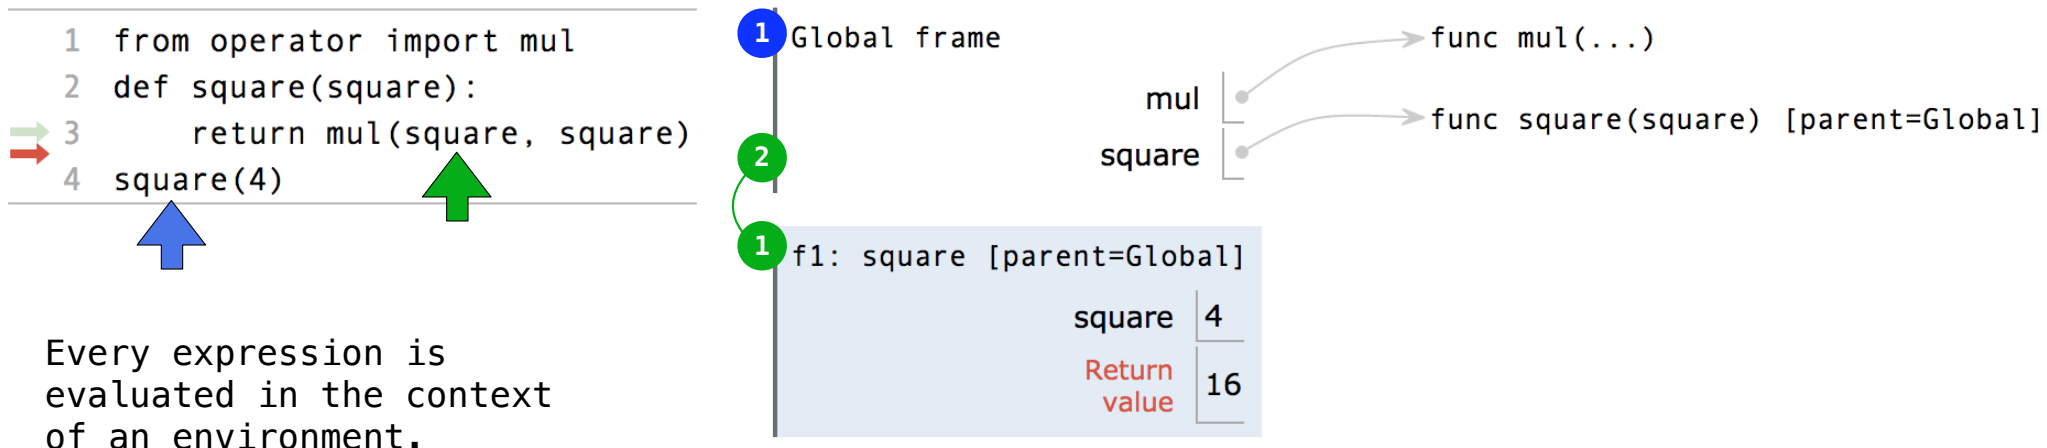 1 from operator import mul
2 def square(square):
3 return mul(square, square)
4 square(4)
Every expression is
evaluated in the context
of an environment.
1 Global frame
mul
2
square
1 f1: square [parent=Global]
square 4
Return
value 16
func mul(...)
func square(square) [parent=Global]